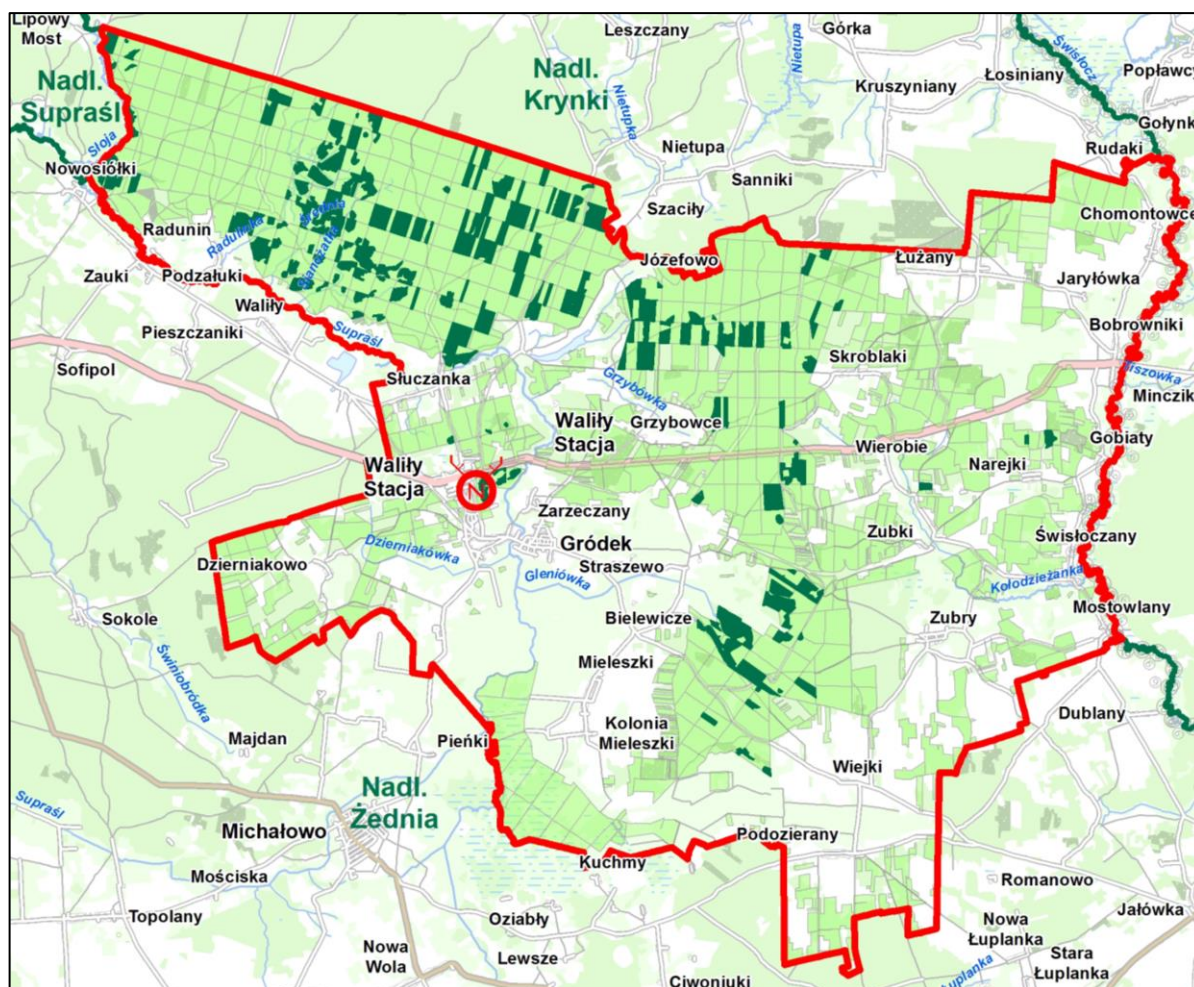 Lipowy
Most
Leszczany
Górka
Świsłocz
Nadl.
Supraśl
Nadl.
Krynki
Nietupa
Łosiniany
Popławcy
Kruszyniany
Nietupka
Gołynka
Słoja
Nietupa
Rudaki
Nowosiółki
Sanniki
Szaciły
Chomontowce
Radunin
Radulinka
Józefowo
Łużany
Zauki
Podzałuki
Jaryłówka
Waliły
Pieszczaniki
Supraśl
Bobrowniki
Skroblaki
Sofipol
Słuczanka
Grzybówka
Minczik
Waliły
Stacja
Grzybowce
Wierobie
Gobiaty
Waliły
Stacja
Narejki
N
Zarzeczany
Zubki
Dzierniakówka
Gródek
Świsłoczany
Dzierniakowo
Straszewo
Gleniówka
Kołodzieżanka
Sokole
Bielewicze
Zubry
Mostowlany
Świniobródka
Mieleszki
Majdan
Pieńki
Kolonia
Mieleszki
Dublany
Nadl.
Żednia
Wiejki
Supraśl
Michałowo
Podozierany
Kuchmy
Mościska
Romanowo
Topolany
Oziabły
Jałówka
Nowa
Wola
Lewsze
Nowa
Łuplanka
Stara
Łuplanka
Ciwoniuki
Łuplanka